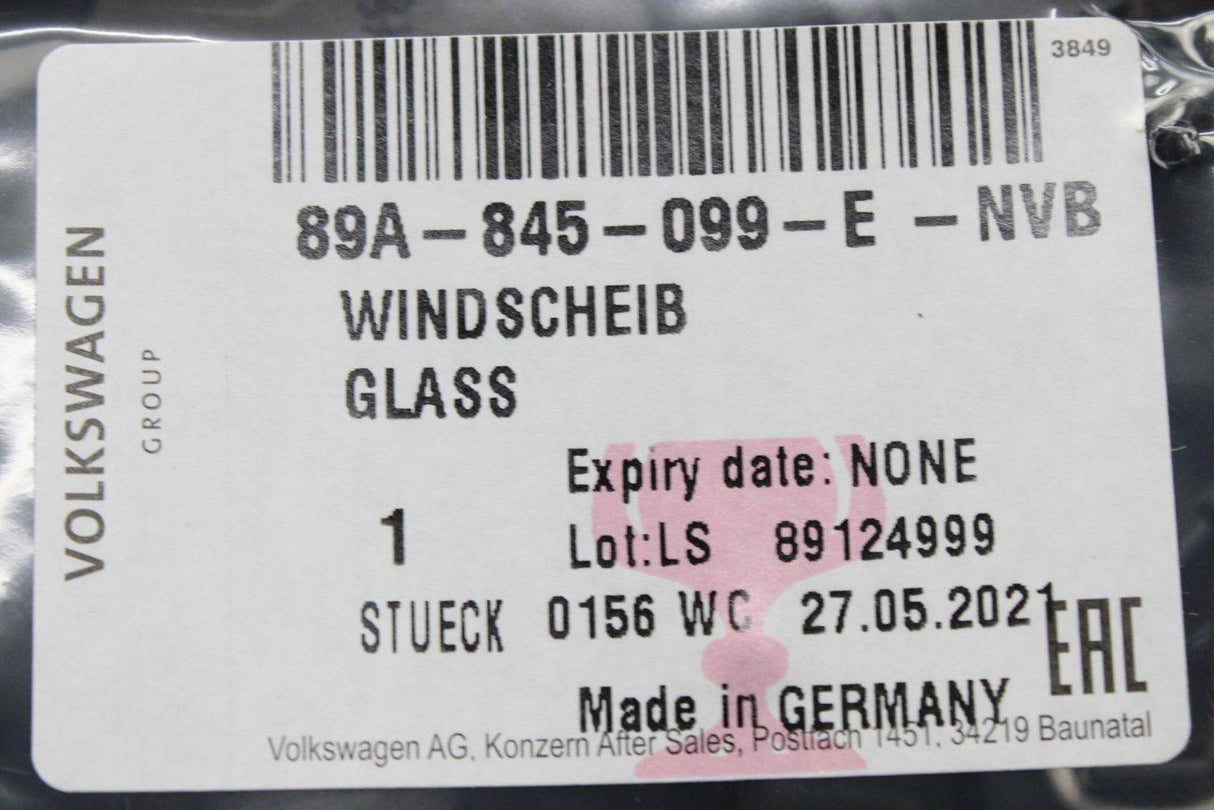 3849
89A-845-099-E -NVB
WINDSCHEIB
GLASS
Expiry date: NONE
1 Lot:LS 89124999
STUECK 0156 WC 27.05.2021
EAC
Made in GERMANY
Volkswagen AG, Konzern After Sales, Postfach 1451, 34219 Baunatal
VOLKSWAGEN
GROUP